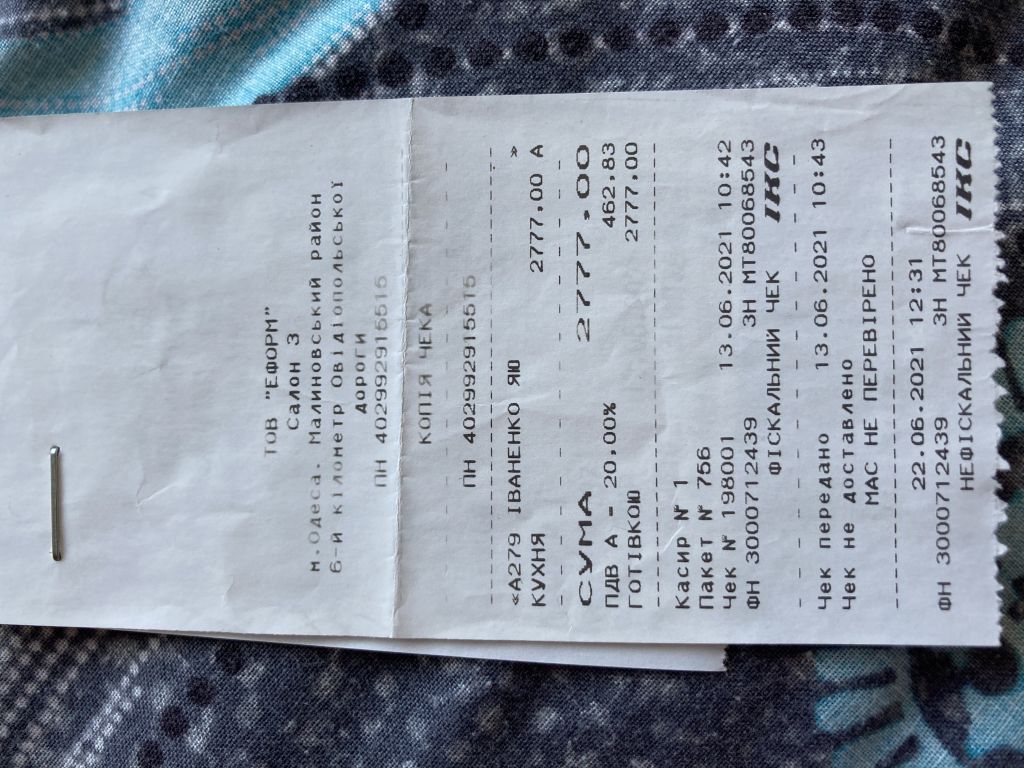 ТОВ "ЕФОРМ"
Салон 3
м.Одеса. Малиновський район
6-й кілометр Овідіопольської
дороги
ПН 402992915515
КОПІЯ ЧЕКА
ПН 402992915515
«А279 ІВАНЕНКО ЯЮ »
КУХНЯ 2777,00 А
СУМА 2777,00
ПДВ А - 20,00% 462,83
ГОТІВКОЮ 2777,00
Касир № 1
Пакет № 756
Чек № 198001 13.06.2021 10:42
ФН 3000712439 ЗН МТ80068543
ФІСКАЛЬНИЙ ЧЕК ІКС
Чек передано 13.06.2021 10:43
Чек не доставлено
МАС НЕ ПЕРЕВІРЕНО
22.06.2021 12:31
ФН 3000712439 ЗН МТ80068543
НЕФІСКАЛЬНИЙ ЧЕК ІКС